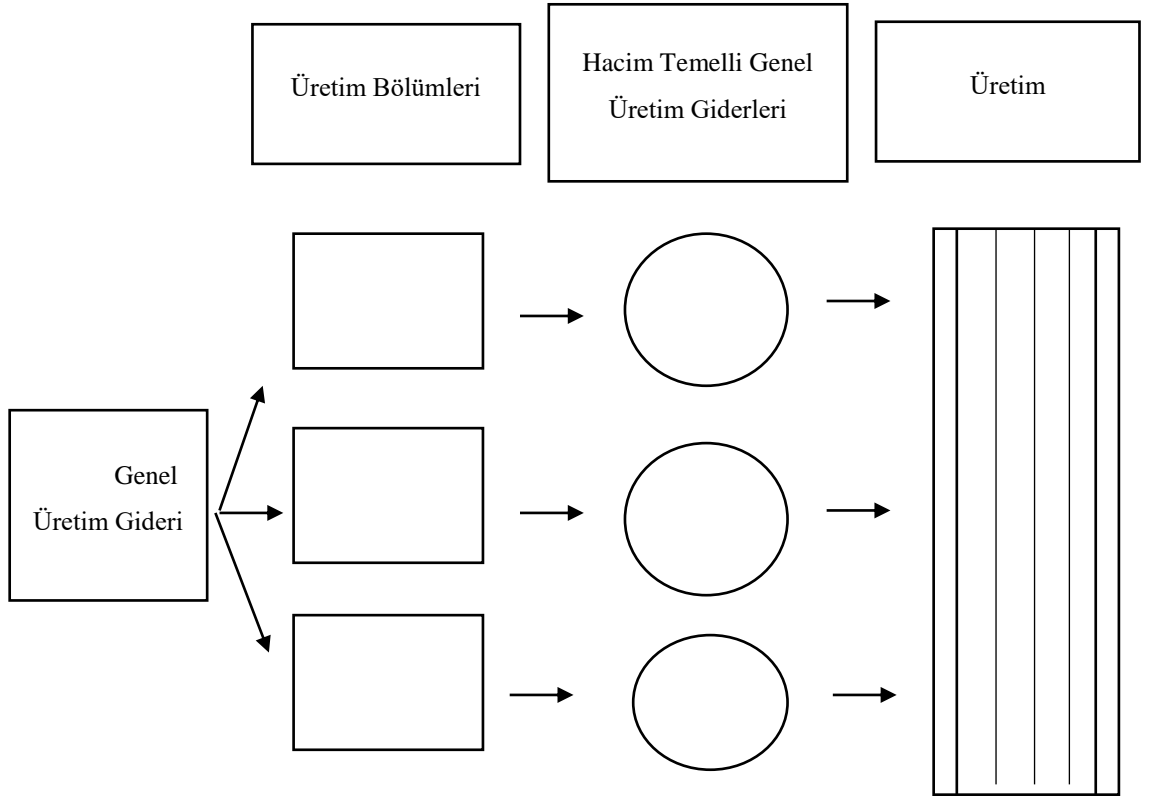 Üretim Bölümleri
Hacim Temelli Genel
Üretim Giderleri
Üretim
Genel
Üretim Gideri